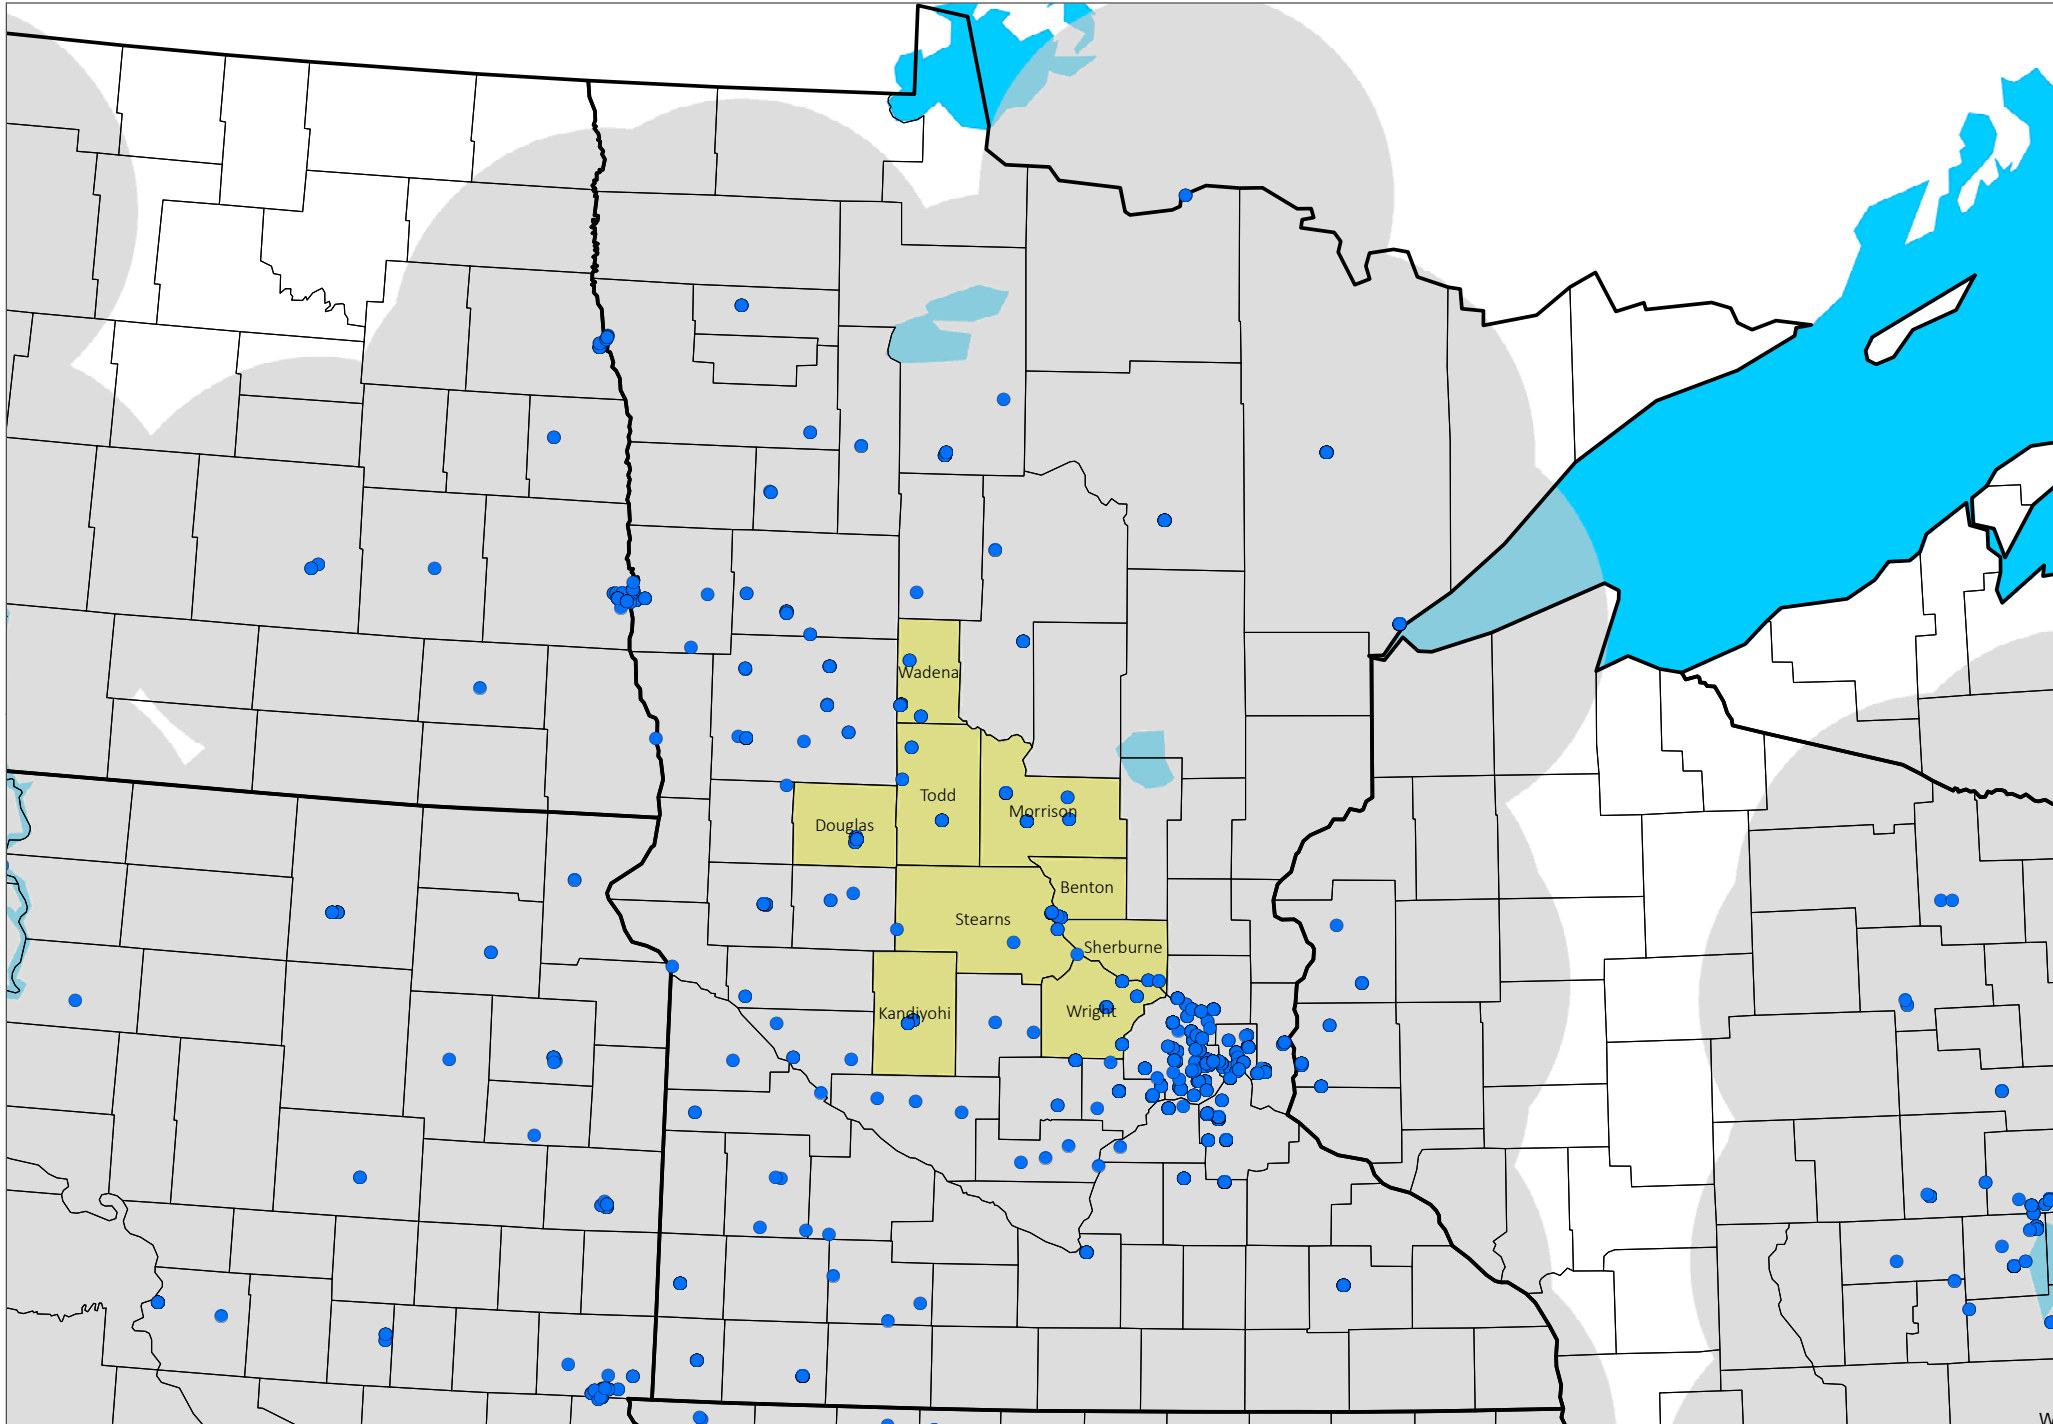 Wadena
Todd
Morrison
Douglas
Benton
Stearns
Sherburne
Kandiyohi
Wright
W